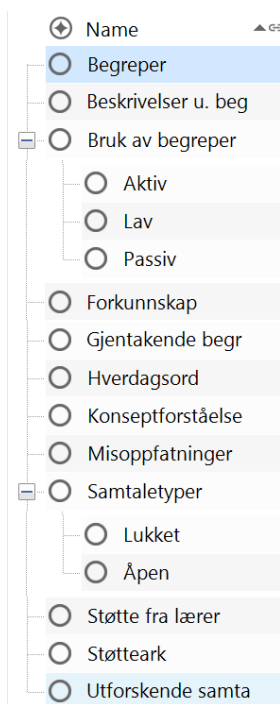 Name
Begreper
Beskrivelser u. beg
Bruk av begreper
Aktiv
Lav
Passiv
Forkunnskap
Gjentakende begr
Hverdagsord
Konseptforståelse
Misoppfatninger
Samtaletyper
Lukket
Åpen
Støtte fra lærer
Støtteark
Utforskende samta